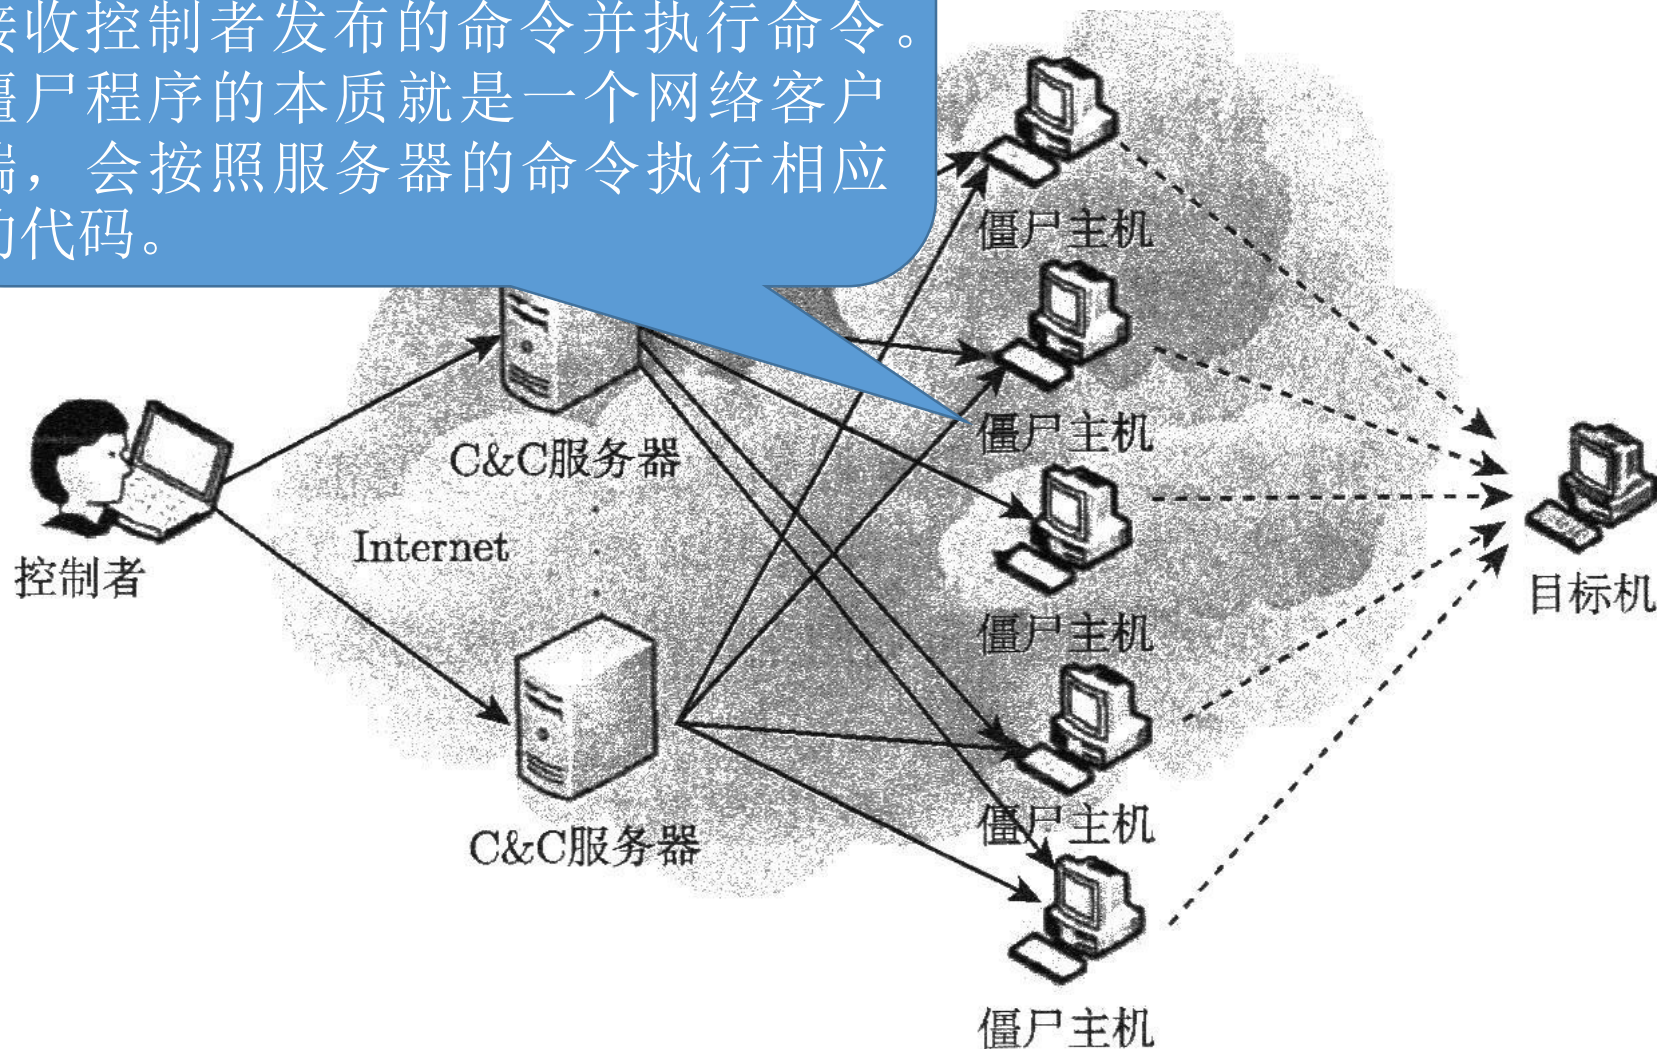 接收控制者发布的命令并执行命令。
僵尸程序的本质就是一个网络客户
端，会按照服务器的命令执行相应
的代码。
僵尸主机
僵尸主机
C&C服务器
Internet
控制者
目标机
僵尸主机
僵尸主机
C&C服务器
僵尸主机